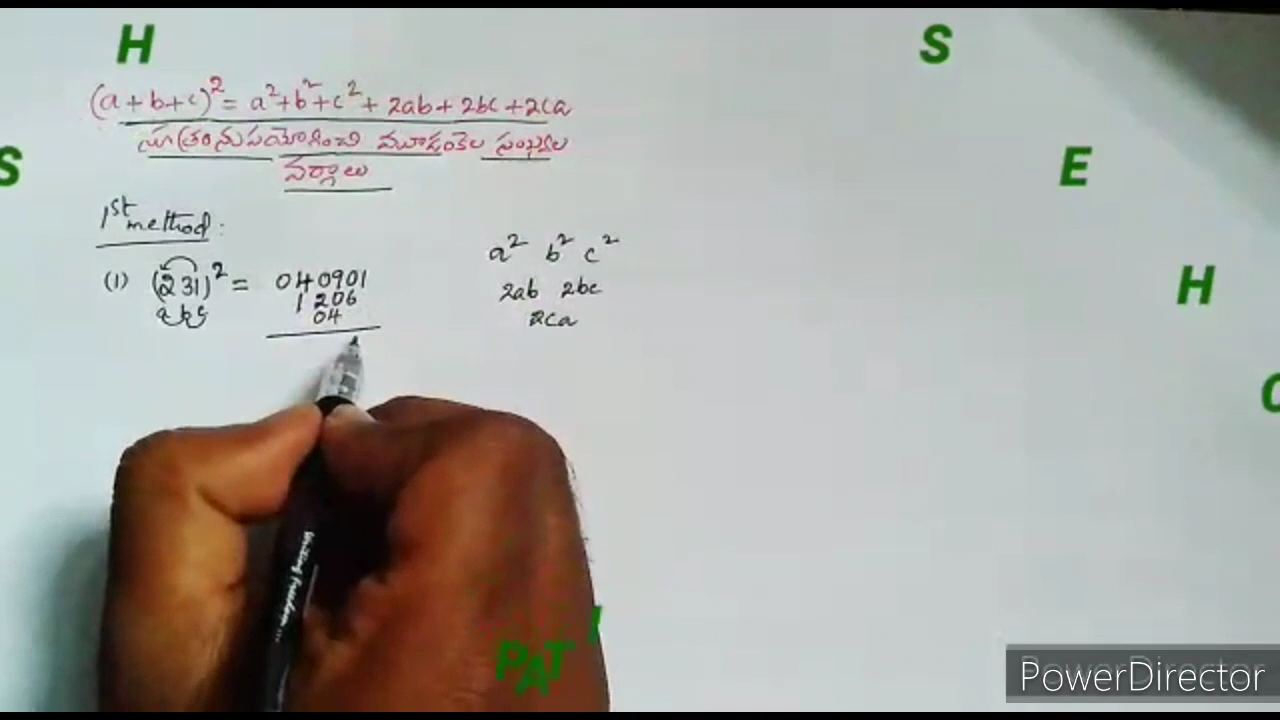 H
S
(a+b+c)² = a²+b²+c²+ 2ab+2bc+2ca
సూత్రంనుపయోగించి మూడంకెల సంఖ్యల
వర్గాలు
S
E
1st method:
a² b² c²
(1) (231)² = 040901
2ab 2bc
1206
a b c
04
2ca
H
C
PAT
PowerDirector